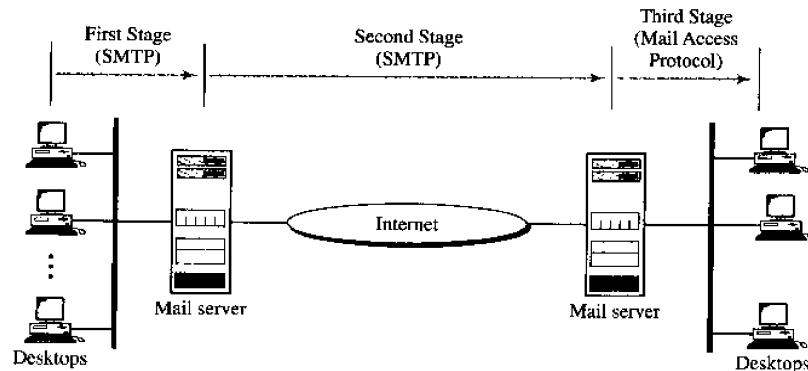 First Stage
(SMTP)
Second Stage
(SMTP)
Third Stage
(Mail Access
Protocol)
Internet
Mail server
Mail server
Desktops
Desktops